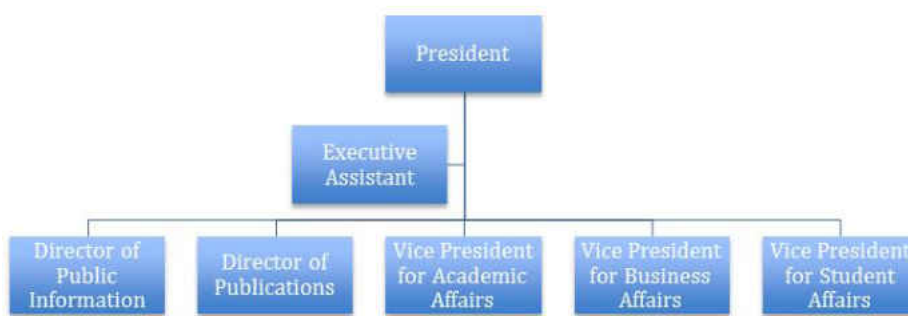 President
Executive
Assistant
Director of
Public
Information
Director of
Publications
Vice President
for Academic
Affairs
Vice President
for Business
Affairs
Vice President
for Student
Affairs